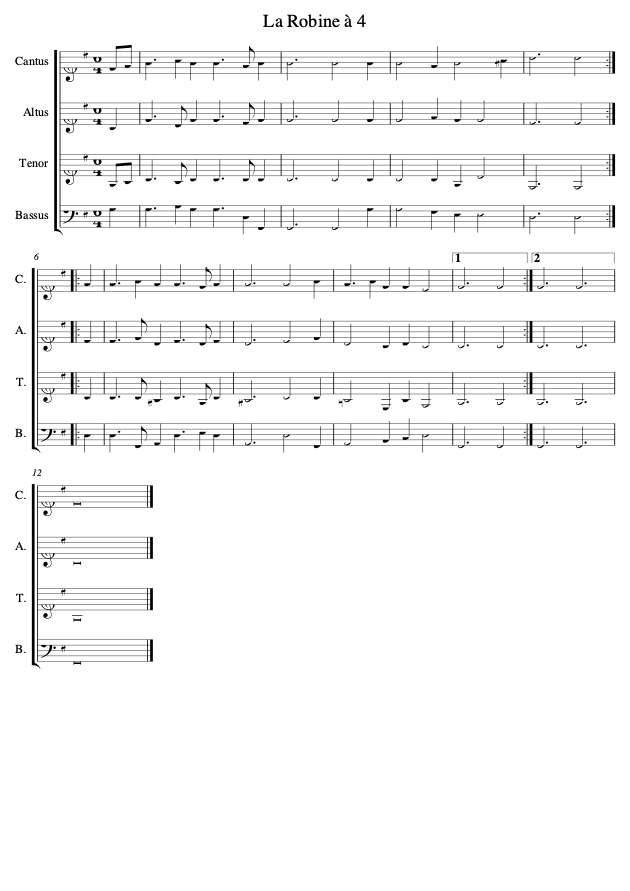 La Robine à 4
Cantus
Altus
Tenor
Bassus
6
1
2
C.
A.
T.
B.
12
C.
A.
T.
B.